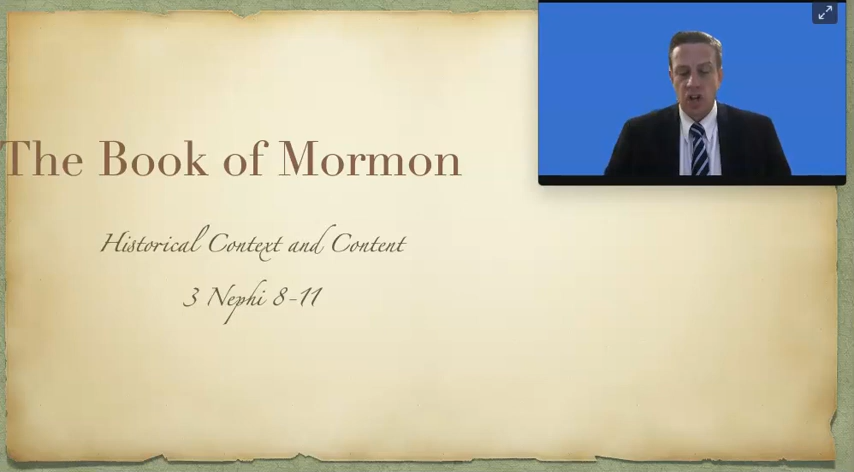 The Book of Mormon
Historical Context and Content
3 Nephi 8-11